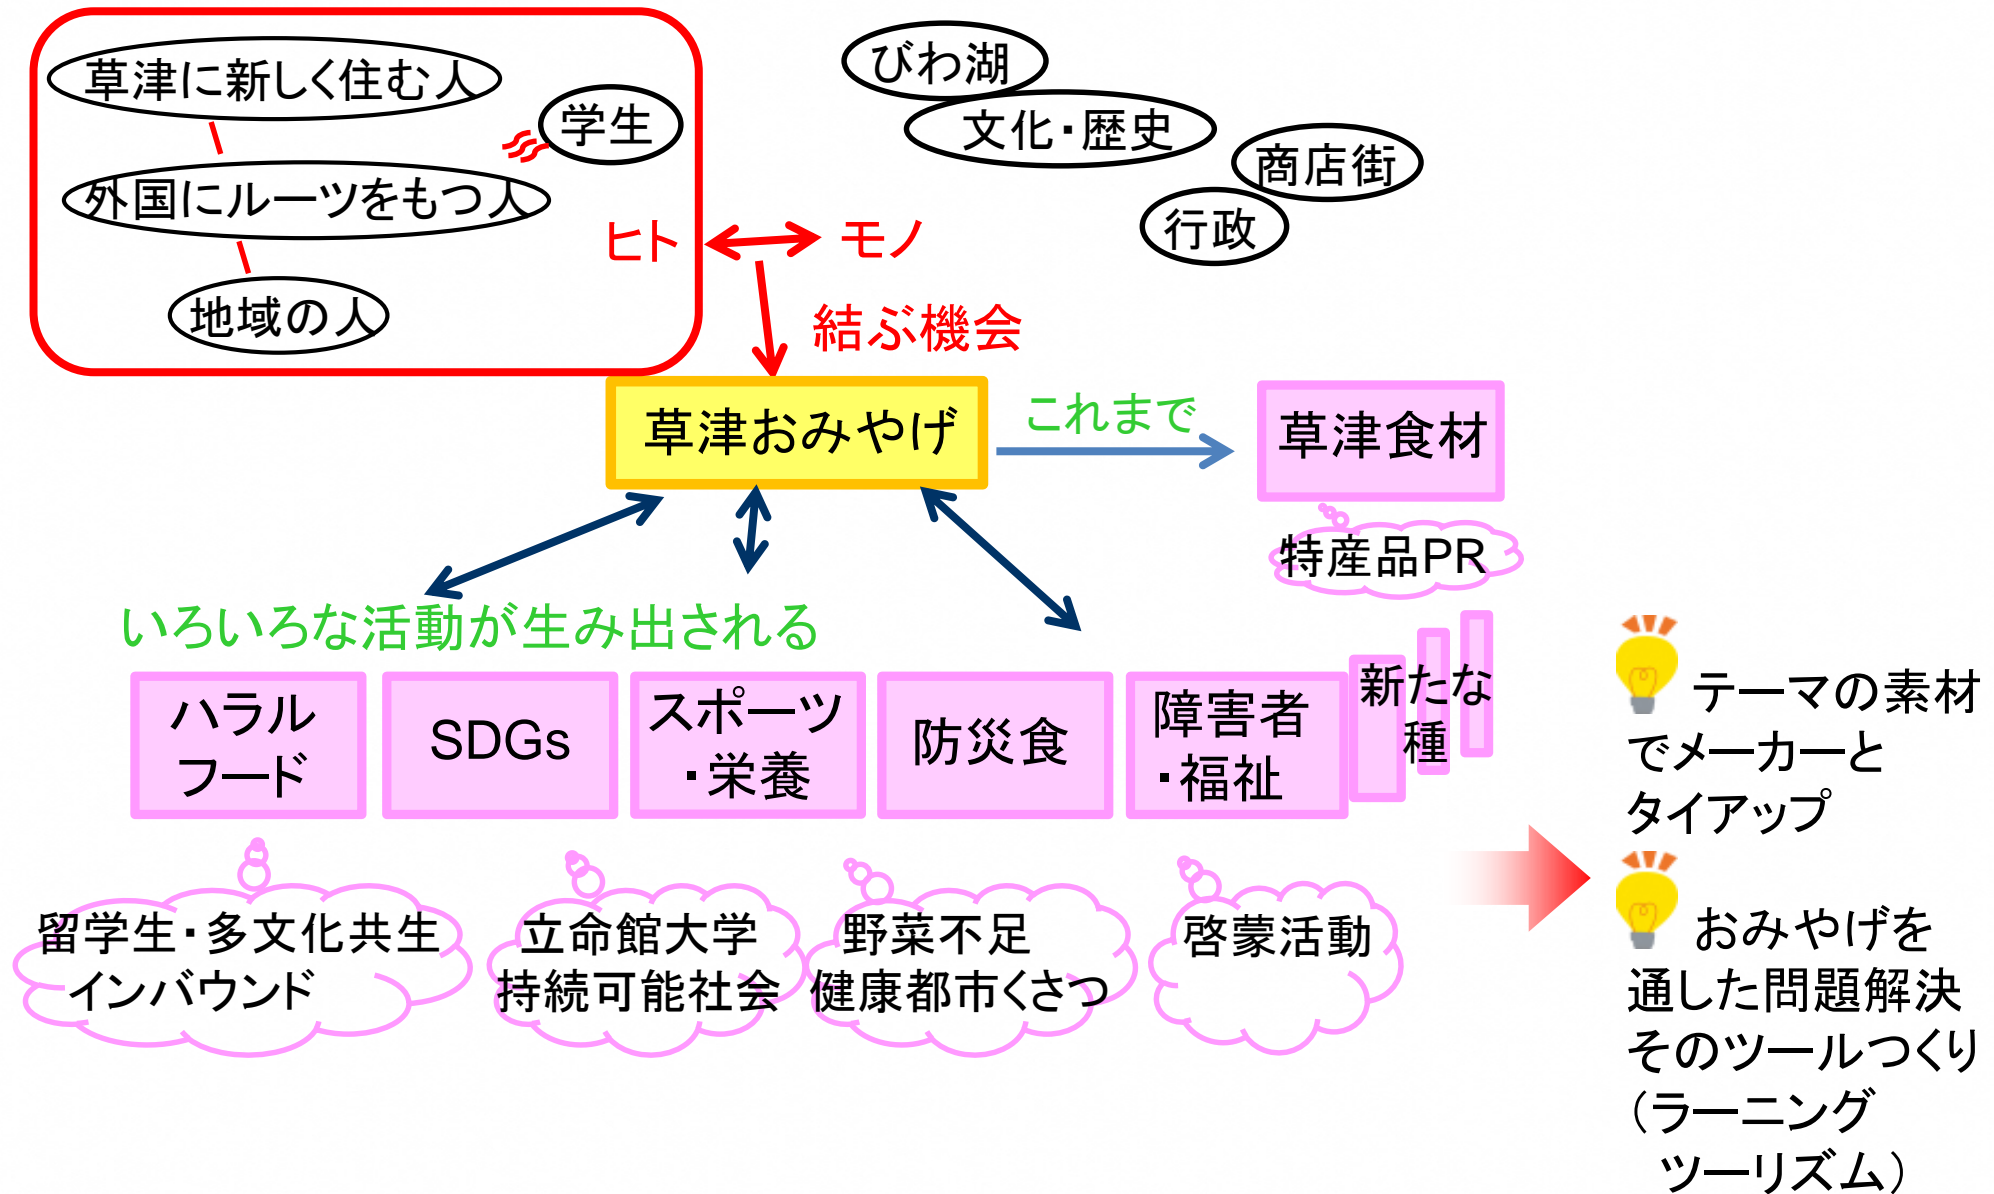 草津に新しく住む人
学生
外国にルーツをもつ人
地域の人
ヒト
モノ
びわ湖
文化・歴史
商店街
行政
結ぶ機会
草津おみやげ
これまで
草津食材
特産品PR
いろいろな活動が生み出される
ハラル
フード
SDGs
スポーツ
・栄養
防災食
障害者
・福祉
新たな
種
留学生・多文化共生
インバウンド
立命館大学
持続可能社会
野菜不足
健康都市くさつ
啓蒙活動
テーマの素材
でメーカーと
タイアップ
おみやげを
通した問題解決
そのツールつくり
（ラーニング
ツーリズム）